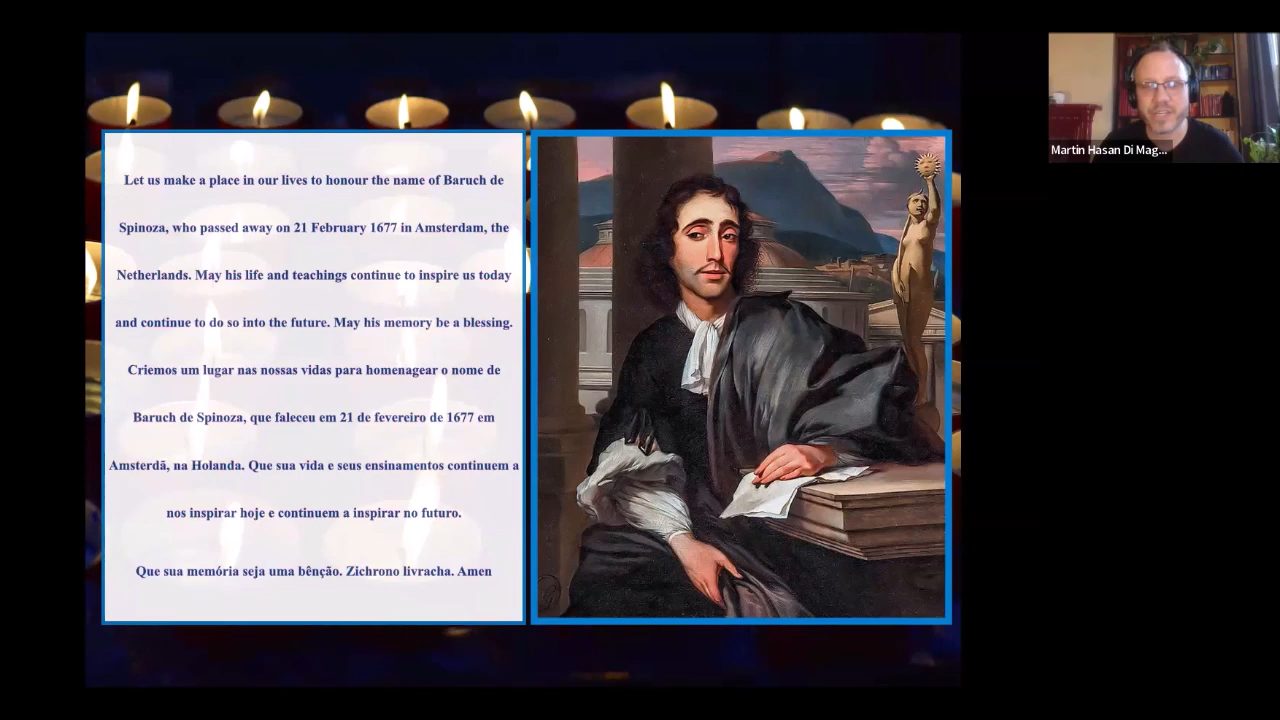 Let us make a place in our lives to honour the name of Baruch de
Spinoza, who passed away on 21 February 1677 in Amsterdam, the
Netherlands. May his life and teachings continue to inspire us today
and continue to do so into the future. May his memory be a blessing.
Criemos um lugar nas nossas vidas para homenagear o nome de
Baruch de Spinoza, que faleceu em 21 de fevereiro de 1677 em
Amsterdã, na Holanda. Que sua vida e seus ensinamentos continuem a
nos inspirar hoje e continuem a inspirar no futuro.
Que sua memória seja uma bênção. Zichrono livracha. Amen
Martin Hasan Di Mag...